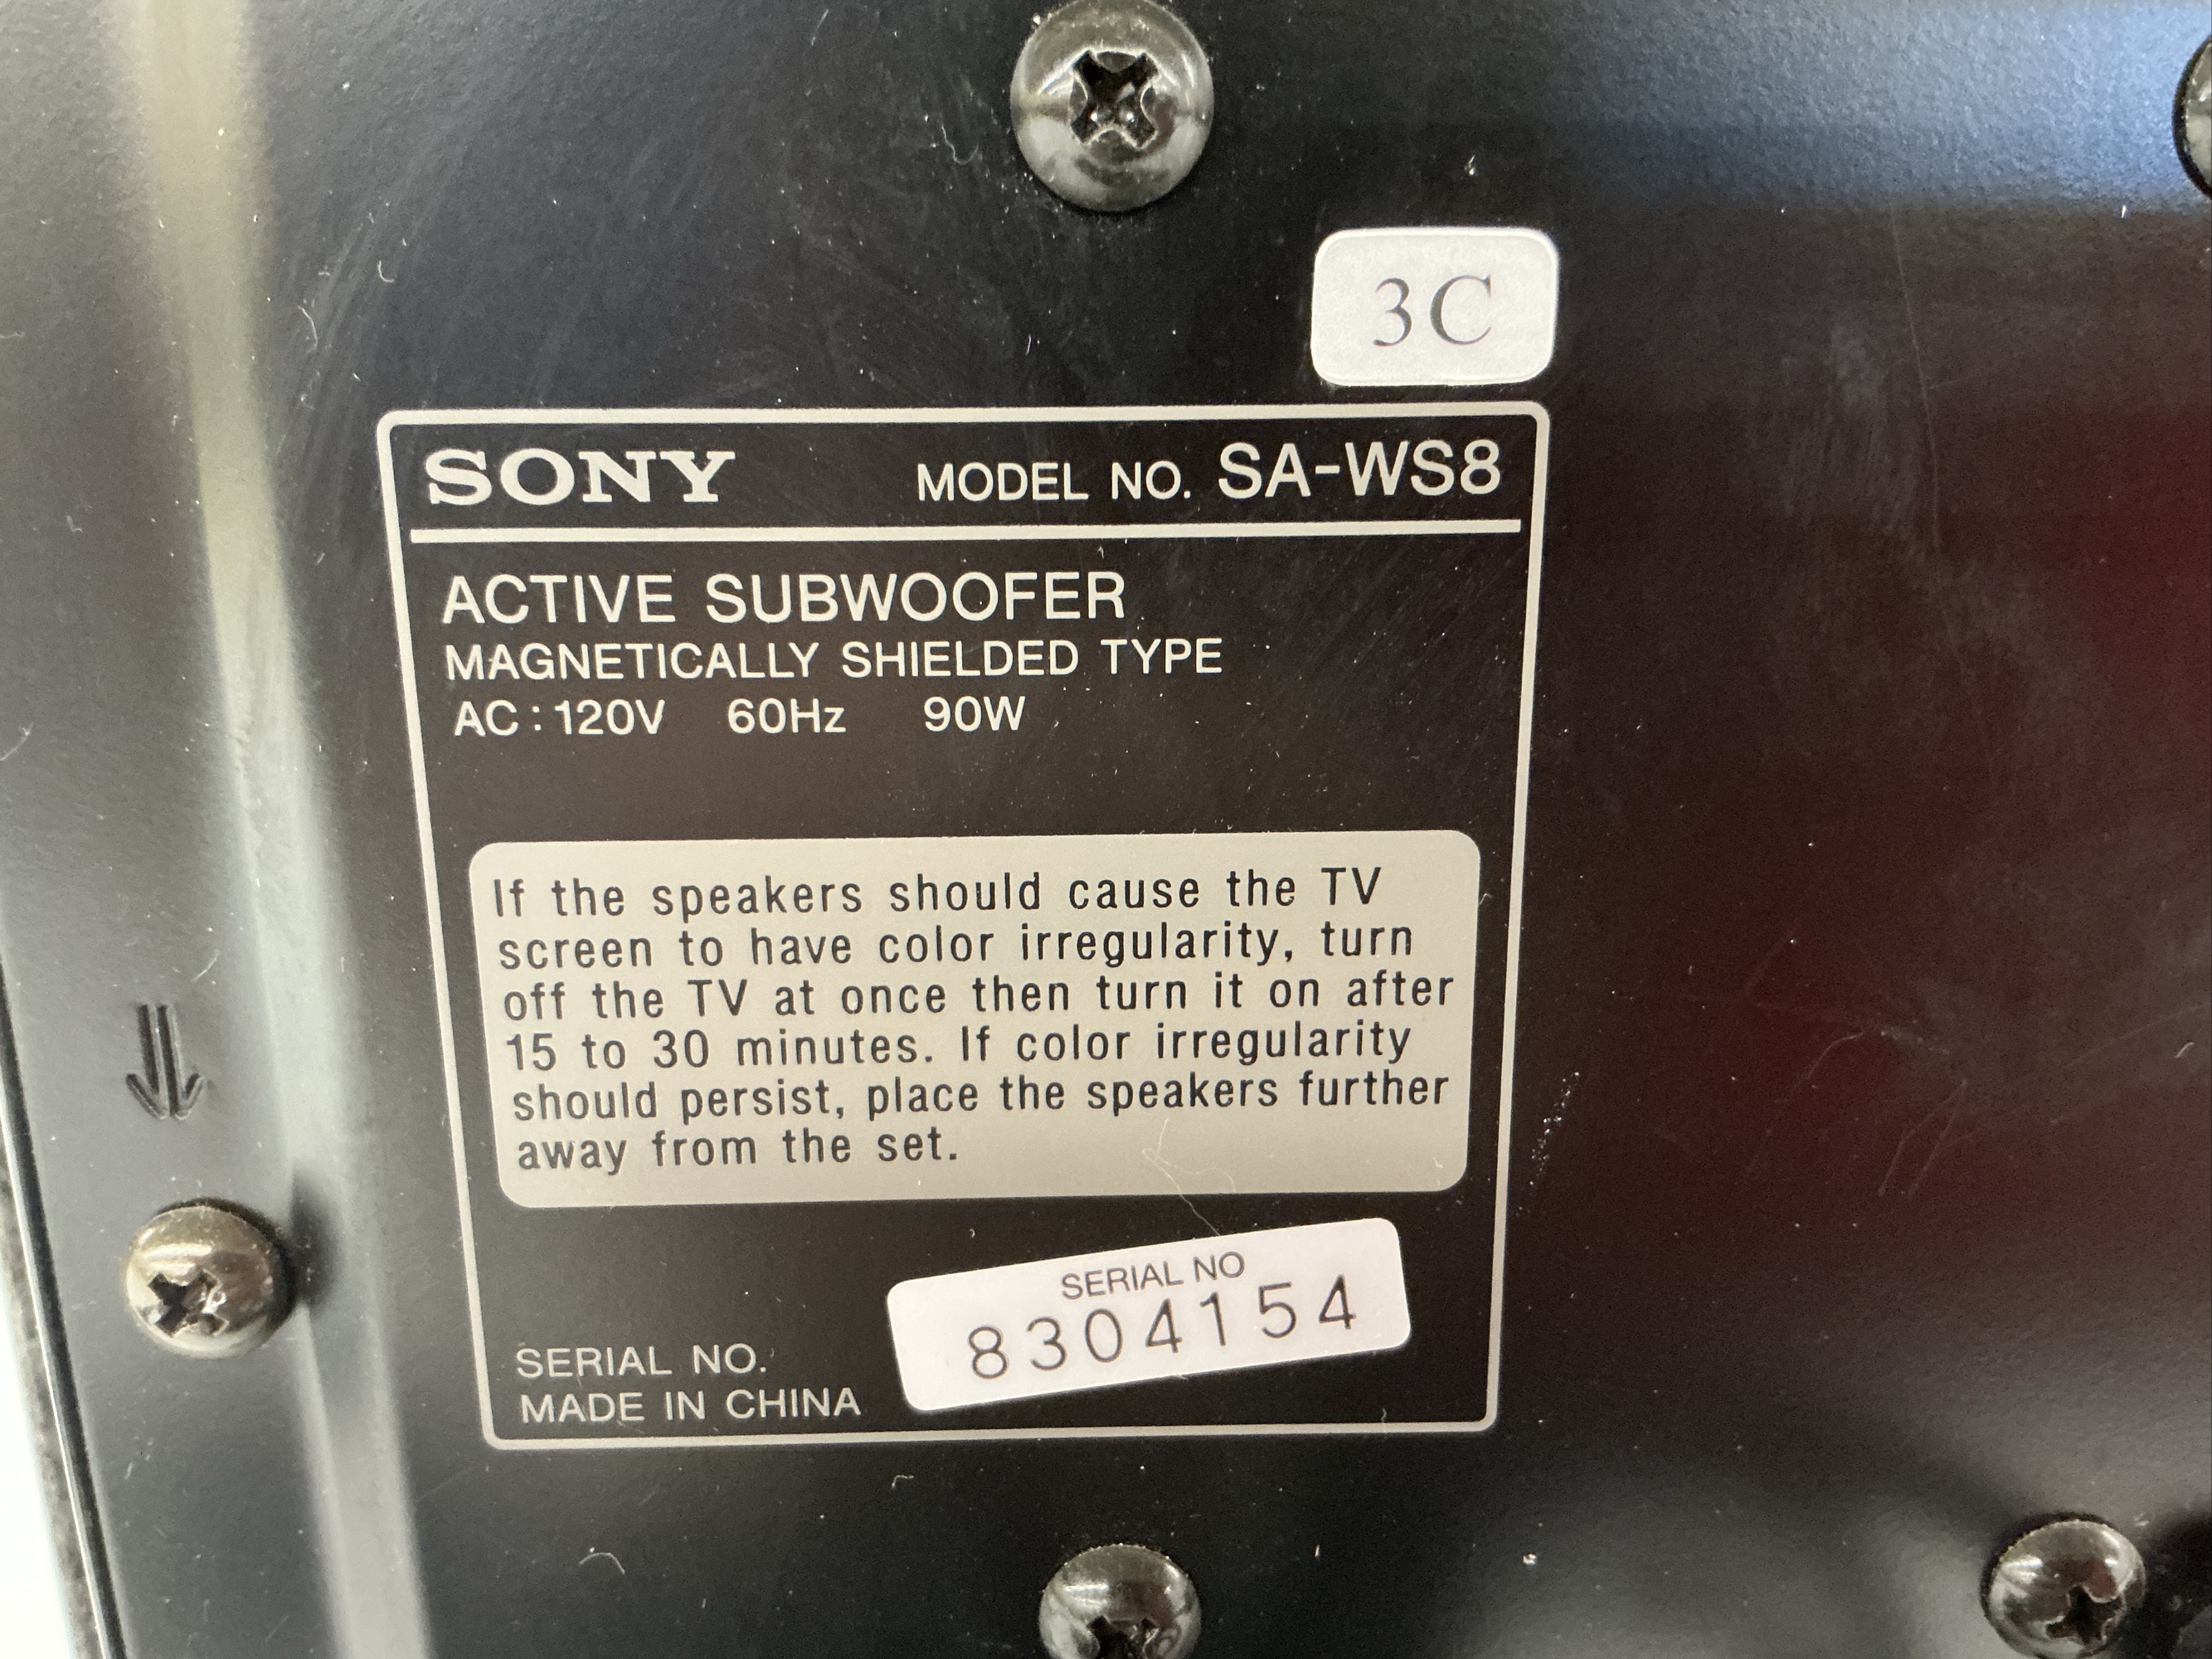 3C
SONY MODEL NO. SA-WS8
ACTIVE SUBWOOFER
MAGNETICALLY SHIELDED TYPE
AC : 120V 60Hz 90W
If the speakers should cause the TV
screen to have color irregularity, turn
off the TV at once then turn it on after
15 to 30 minutes. If color irregularity
should persist, place the speakers further
away from the set.
SERIAL NO
8304154
SERIAL NO.
MADE IN CHINA